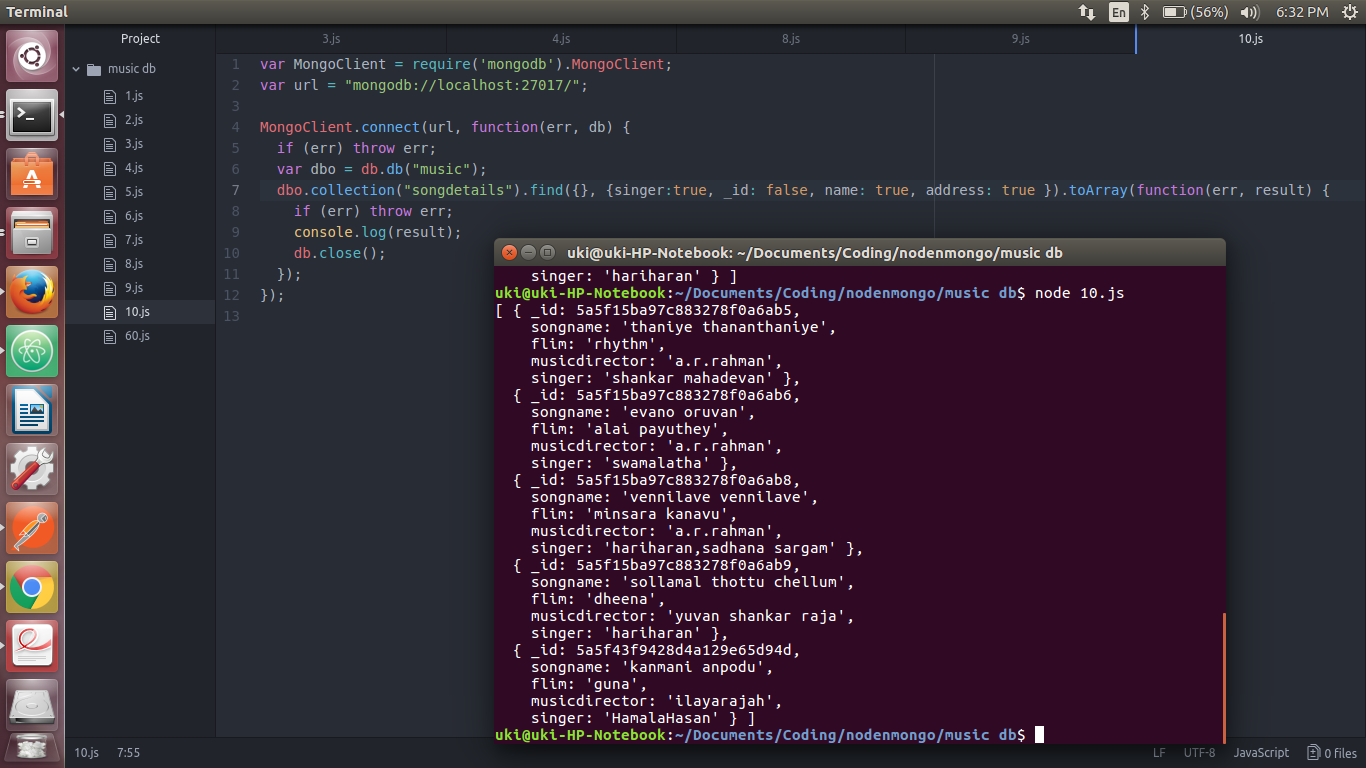 Terminal
En
(56%)
6:32 PM
Project
3.js
4.js
8.js
9.js
10.js
music db
1.js
2.js
3.js
4.js
5.js
6.js
7.js
8.js
9.js
10.js
60.js
1 var MongoClient = require('mongodb').MongoClient;
2 var url = "mongodb://localhost:27017/";
3
4 MongoClient.connect(url, function(err, db) {
5 if (err) throw err;
6 var dbo = db.db("music");
7 dbo.collection("songdetails").find({}, {singer:true, _id: false, name: true, address: true }).toArray(function(err, result) {
8 if (err) throw err;
9 console.log(result);
10 db.close();
11 });
12 });
13
uki@uki-HP-Notebook: ~/Documents/Coding/nodenmongo/music db
singer: 'hariharan' } ]
uki@uki-HP-Notebook:~/Documents/Coding/nodenmongo/music db$ node 10.js
[ { _id: 5a5f15ba97c883278f0a6ab5,
songname: 'thaniye thananthaniye',
flim: 'rhythm',
musicdirector: 'a.r.rahman',
singer: 'shankar mahadevan' },
{ _id: 5a5f15ba97c883278f0a6ab6,
songname: 'evano oruvan',
flim: 'alai payuthey',
musicdirector: 'a.r.rahman',
singer: 'swamalatha' },
{ _id: 5a5f15ba97c883278f0a6ab8,
songname: 'vennilave vennilave',
flim: 'minsara kanavu',
musicdirector: 'a.r.rahman',
singer: 'hariharan,sadhana sargam' },
{ _id: 5a5f15ba97c883278f0a6ab9,
songname: 'sollamal thottu chellum',
flim: 'dheena',
musicdirector: 'yuvan shankar raja',
singer: 'hariharan' },
{ _id: 5a5f43f9428d4a129e65d94d,
songname: 'kanmani anpodu',
flim: 'guna',
musicdirector: 'ilayarajah',
singer: 'HamalaHasan' } ]
uki@uki-HP-Notebook:~/Documents/Coding/nodenmongo/music db$
10.js
7:55
LF
UTF-8
JavaScript
0 files